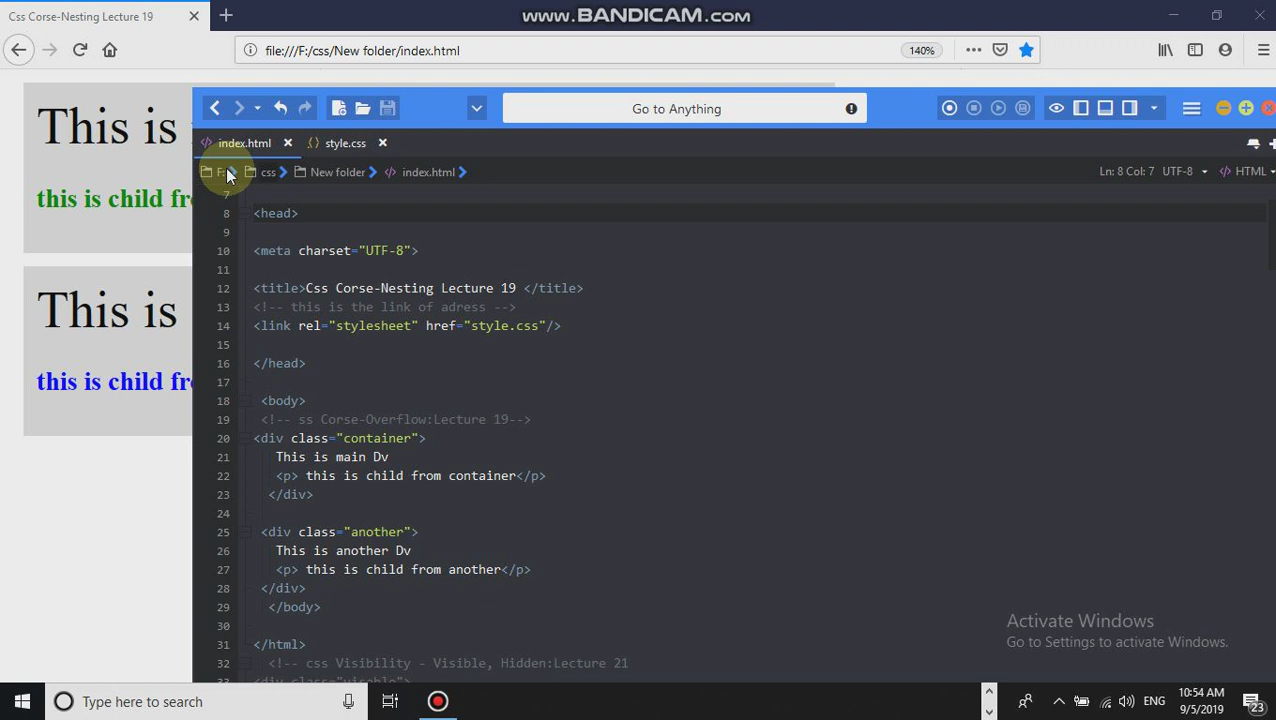 Css Corse-Nesting Lecture 19
www.BANDICAM.com
file:///F:/css/New folder/index.html
140%
This is
this is child fr
This is
this is child fr
Go to Anything
index.html
style.css
F:
css
New folder
index.html
Ln: 8 Col: 7
UTF-8
HTML
7
8 <head>
9
10 <meta charset="UTF-8">
11
12 <title>Css Corse-Nesting Lecture 19 </title>
13 <!-- this is the link of adress -->
14 <link rel="stylesheet" href="style.css"/>
15
16 </head>
17
18 <body>
19 <!-- ss Corse-Overflow:Lecture 19-->
20 <div class="container">
21 This is main Dv
22 <p> this is child from container</p>
23 </div>
24
25 <div class="another">
26 This is another Dv
27 <p> this is child from another</p>
28 </div>
29 </body>
30
31 </html>
32 <!-- css Visibility - Visible, Hidden:Lecture 21
33 <div class="visable">
Activate Windows
Go to Settings to activate Windows.
Type here to search
ENG
10:54 AM
9/5/2019
23